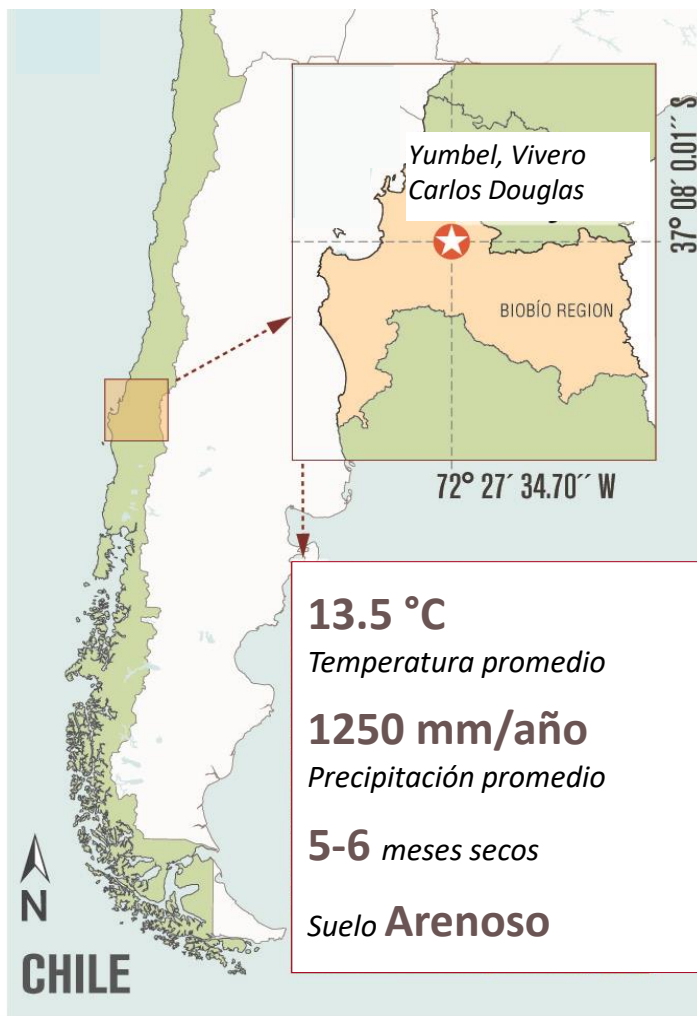 Yumbel, Vivero
Carlos Douglas
37° 08´ 0.01´´ S
BIOBÍO REGION
72° 27´ 34.70´´ W
13.5 °C
Temperatura promedio
1250 mm/año
Precipitación promedio
5-6 meses secos
Suelo Arenoso
N
CHILE